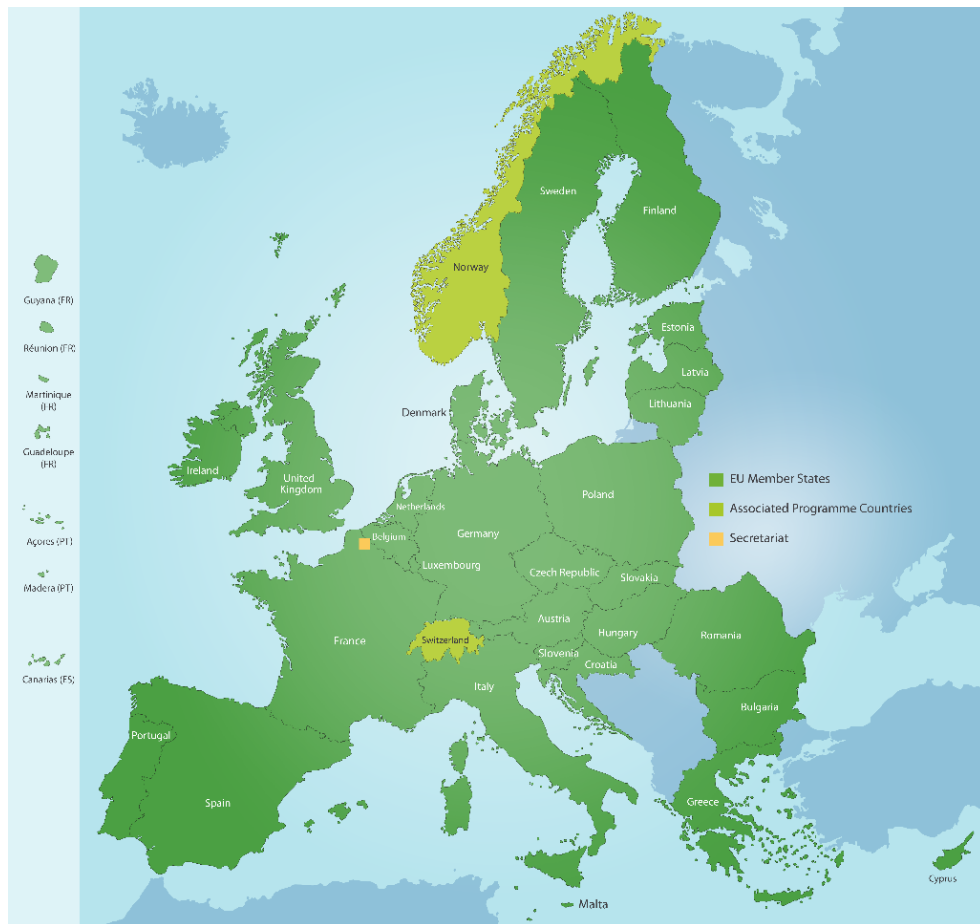 Guyana (FR)
Réunion (FR)
Martinique
(FR)
Guadeloupe
(FR)
Açores (PT)
Madera (PT)
Canarias (ES)
Sweden
Finland
Norway
Estonia
Latvia
Lithuania
Denmark
Ireland
United
Kingdom
Netherlands
Belgium
Luxembourg
Germany
Poland
Czech Republic
Slovakia
Austria
Hungary
Slovenia
Croatia
Romania
Bulgaria
France
Switzerland
Italy
Portugal
Spain
Greece
Malta
Cyprus
EU Member States
Associated Programme Countries
Secretariat